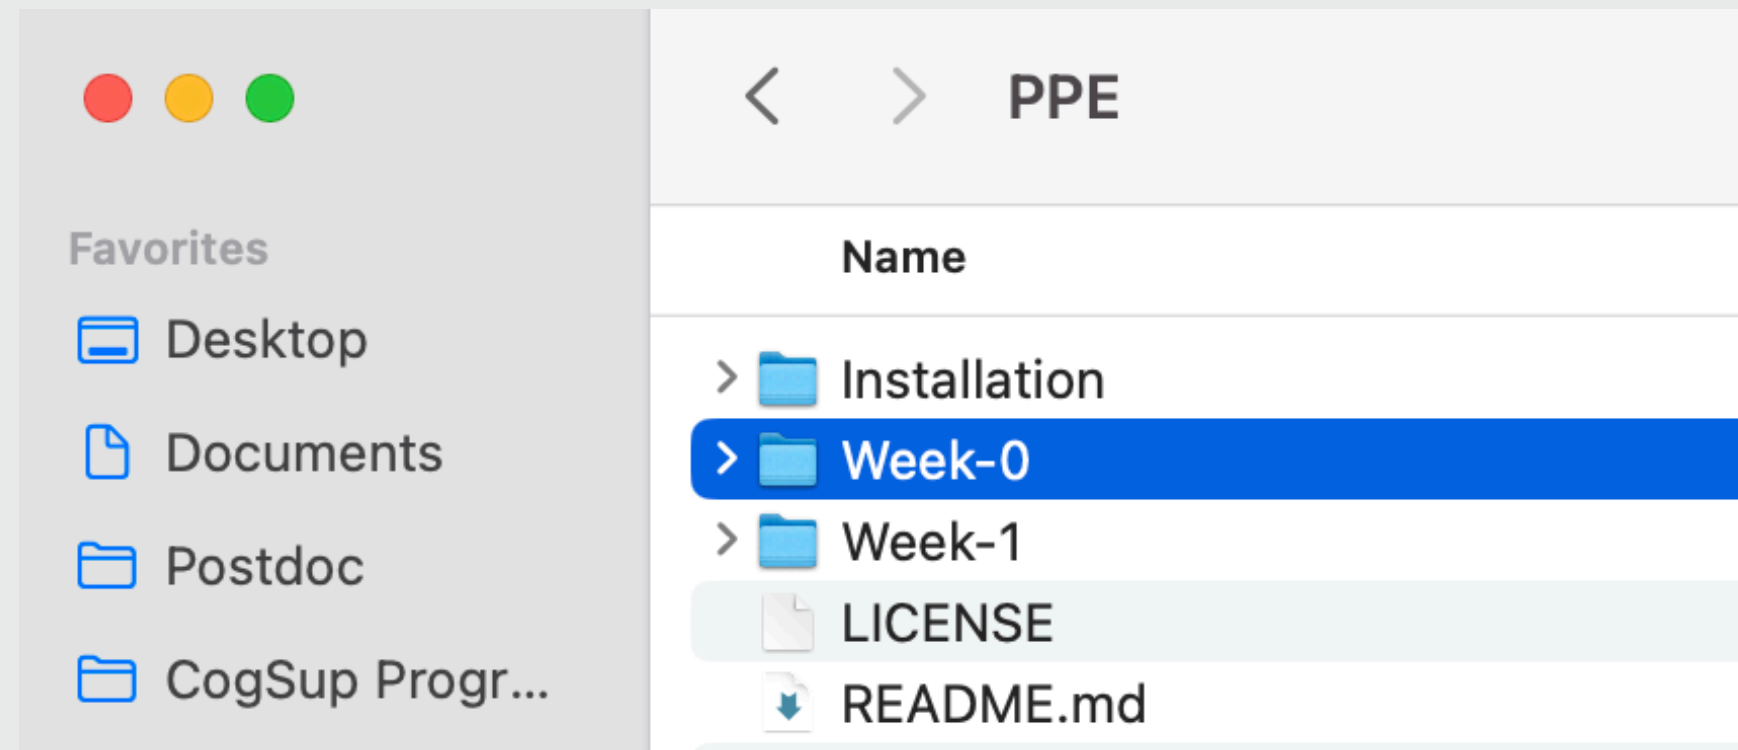 PPE
Favorites
Desktop
Documents
Postdoc
CogSup Progr...
Name
Installation
Week-0
Week-1
LICENSE
README.md